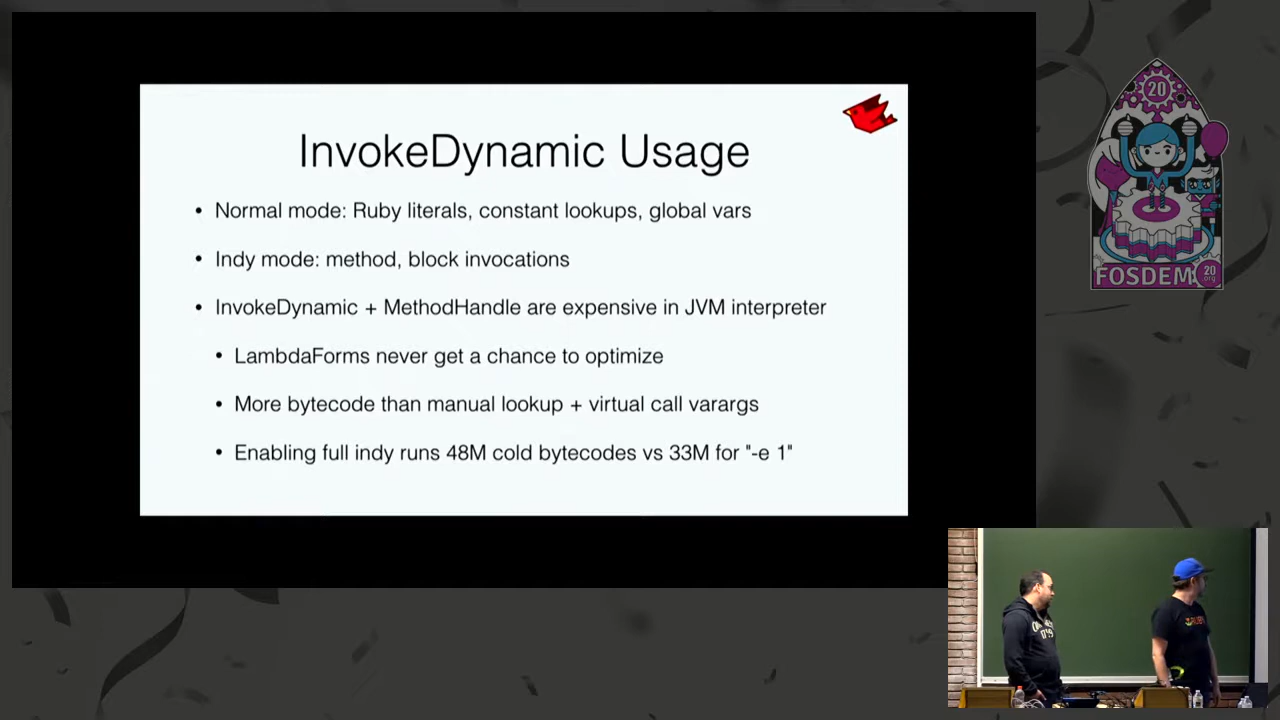 InvokeDynamic Usage
• Normal mode: Ruby literals, constant lookups, global vars
• Indy mode: method, block invocations
• InvokeDynamic + MethodHandle are expensive in JVM interpreter
• LambdaForms never get a chance to optimize
• More bytecode than manual lookup + virtual call varargs
• Enabling full indy runs 48M cold bytecodes vs 33M for "-e 1"
20
FOSDEM
20
.org